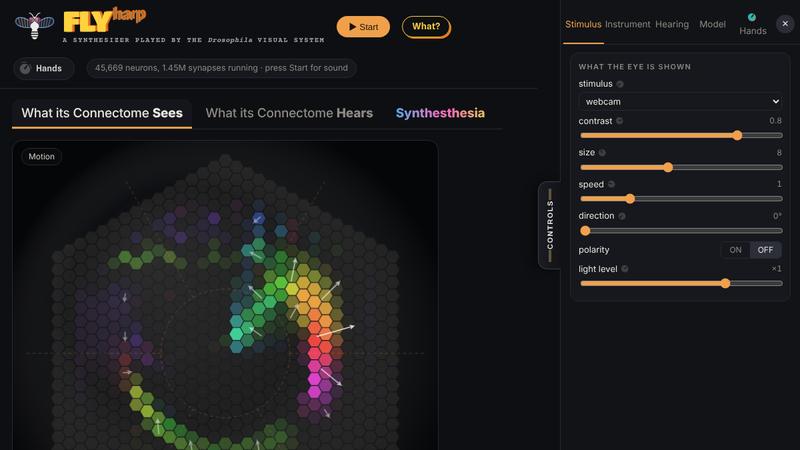 FLYharp
A SYNTHESIZER PLAYED BY THE Drosophila VISUAL SYSTEM
Start
What?
Hands
45,669 neurons, 1.45M synapses running · press Start for sound
What its Connectome Sees
What its Connectome Hears
Synthesthesia
Motion
CONTROLS
Stimulus
Instrument
Hearing
Model
Hands
×
WHAT THE EYE IS SHOWN
stimulus
webcam
contrast 0.8
size 8
speed 1
direction 0°
polarity ON OFF
light level ×1